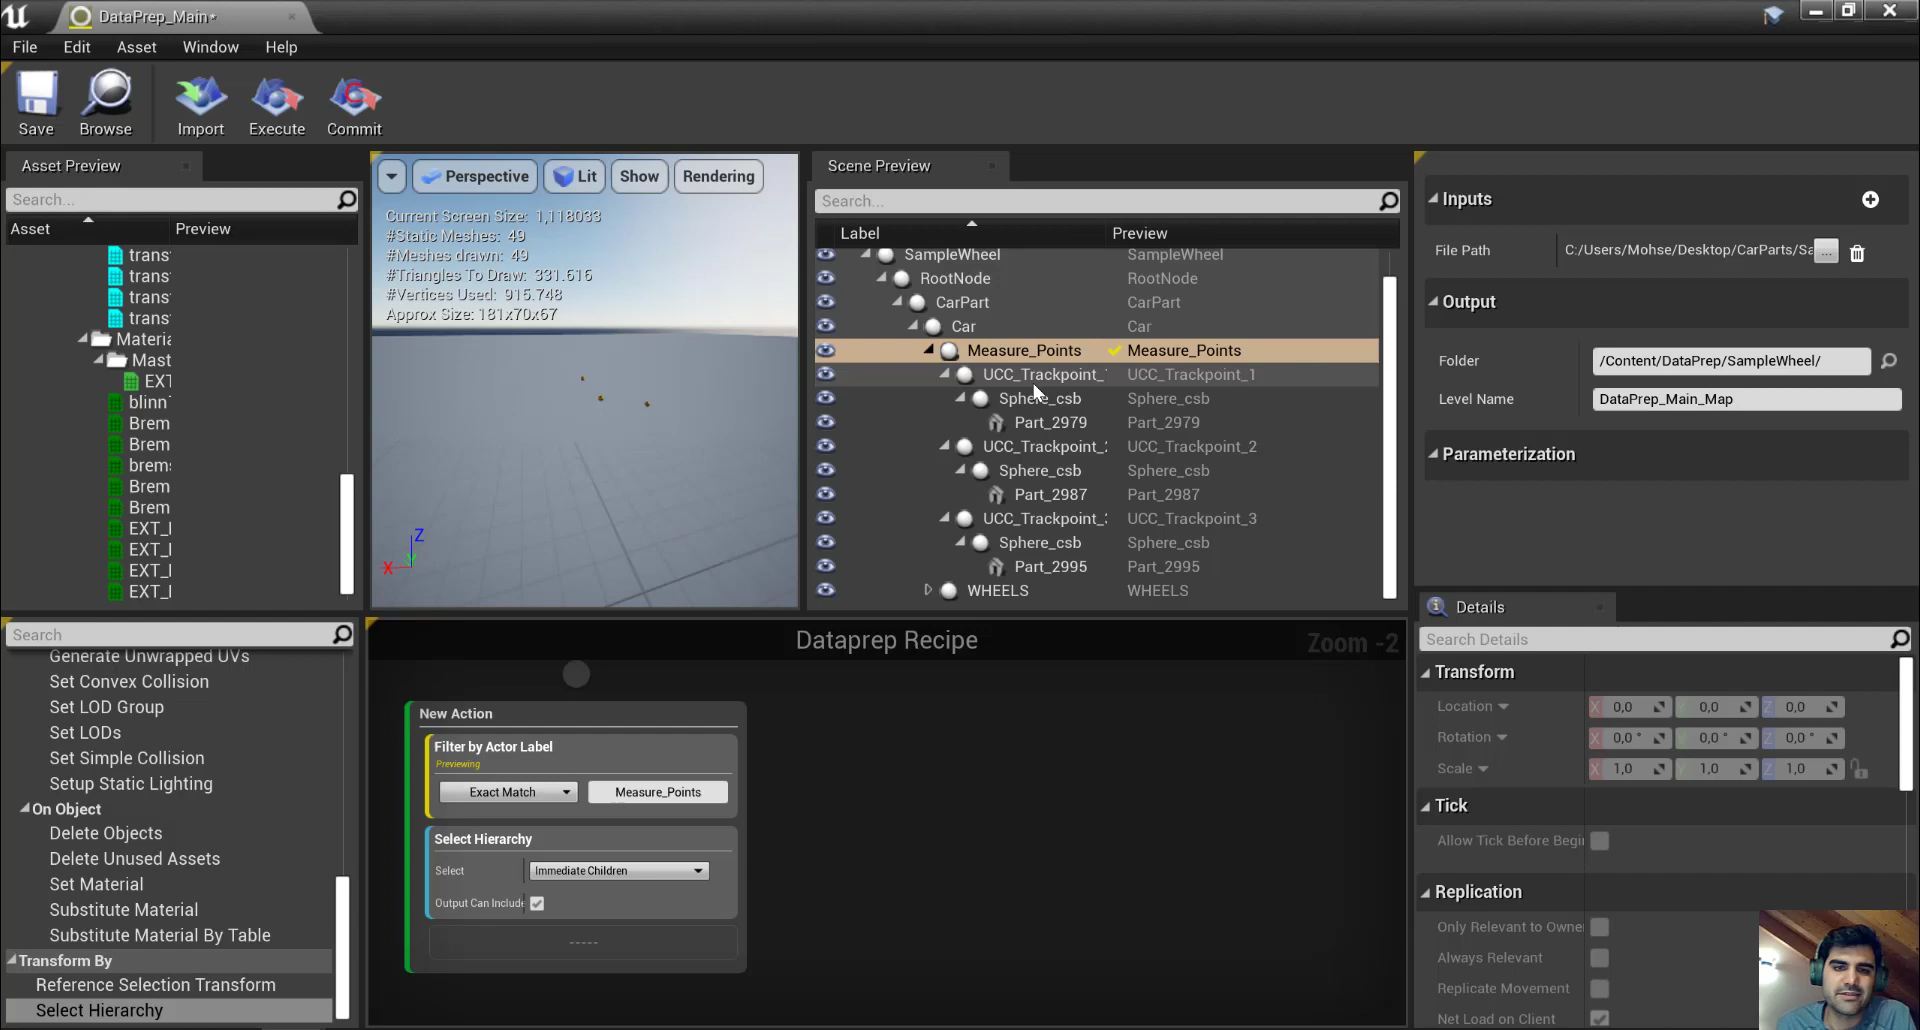 DataPrep_Main*
File Edit Asset Window Help
Save Browse Import Execute Commit
Asset Preview
Search...
Asset Preview
trans
trans
trans
trans
Materia
Mast
EXT
blinn
Brem
Brem
brems
Brem
Brem
EXT_I
EXT_I
EXT_I
EXT_I
Perspective Lit Show Rendering
Current Screen Size: 1,118033
#Static Meshes: 49
#Meshes drawn: 49
#Triangles To Draw: 331.616
#Vertices Used: 915.748
Approx Size: 181x70x67
Z
X
Y
Scene Preview
Search...
Label Preview
SampleWheel SampleWheel
RootNode RootNode
CarPart CarPart
Car Car
Measure_Points Measure_Points
UCC_Trackpoint_ UCC_Trackpoint_1
Sphere_csb Sphere_csb
Part_2979 Part_2979
UCC_Trackpoint_ UCC_Trackpoint_2
Sphere_csb Sphere_csb
Part_2987 Part_2987
UCC_Trackpoint_ UCC_Trackpoint_3
Sphere_csb Sphere_csb
Part_2995 Part_2995
WHEELS WHEELS
Inputs
File Path C:/Users/Mohse/Desktop/CarParts/Sa ...
Output
Folder /Content/DataPrep/SampleWheel/
Level Name DataPrep_Main_Map
Parameterization
Search
Generate Unwrapped UVs
Set Convex Collision
Set LOD Group
Set LODs
Set Simple Collision
Setup Static Lighting
On Object
Delete Objects
Delete Unused Assets
Set Material
Substitute Material
Substitute Material By Table
Transform By
Reference Selection Transform
Select Hierarchy
Dataprep Recipe
Zoom -2
New Action
Filter by Actor Label
Previewing
Exact Match Measure_Points
Select Hierarchy
Select Immediate Children
Output Can Include
-----
Details
Search Details
Transform
Location X 0,0 Y 0,0 Z 0,0
Rotation X 0,0 ° Y 0,0 ° Z 0,0 °
Scale X 1,0 Y 1,0 Z 1,0
Tick
Allow Tick Before Begin
Replication
Only Relevant to Owne
Always Relevant
Replicate Movement
Net Load on Client